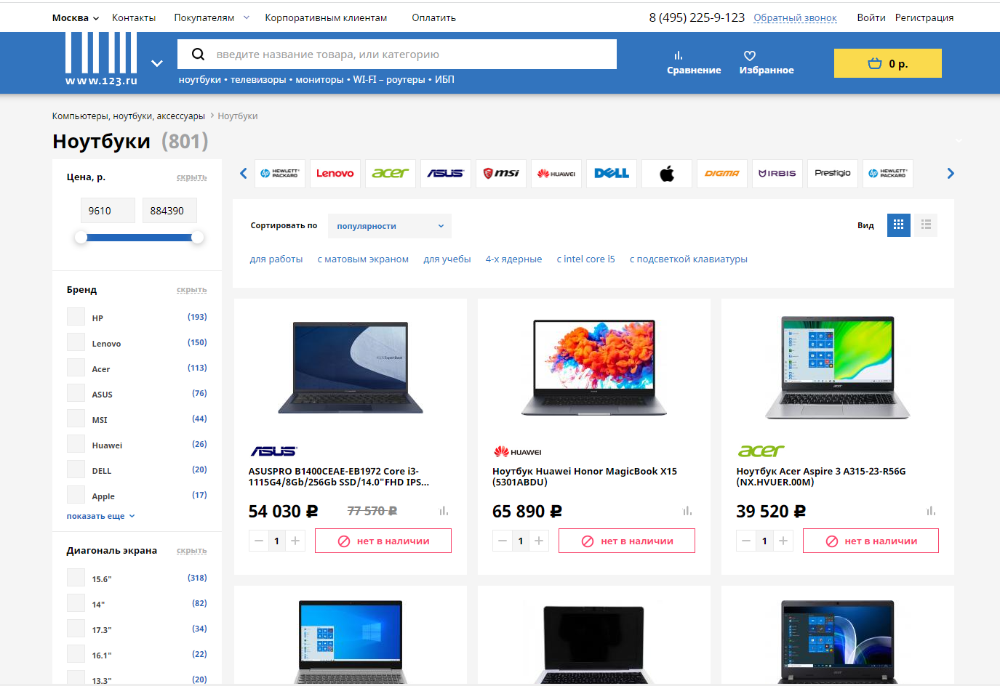 Москва Контакты Покупателям Корпоративным клиентам Оплатить 8 (495) 225-9-123 Обратный звонок Войти Регистрация
www.123.ru
введите название товара, или категорию
ноутбуки • телевизоры • мониторы • WI-FI – роутеры • ИБП
Сравнение Избранное 0 р.
Компьютеры, ноутбуки, аксессуары Ноутбуки
Ноутбуки (801)
Цена, р. скрыть
9610 884390
Бренд скрыть
HP (193)
Lenovo (150)
Acer (113)
ASUS (76)
MSI (44)
Huawei (26)
DELL (20)
Apple (17)
показать еще
Диагональ экрана скрыть
15.6" (318)
14" (82)
17.3" (34)
16.1" (22)
13.3" (20)
hp HEWLETT PACKARD Lenovo acer ASUS msi HUAWEI DELL DIGMA IRBIS Prestigio hp HEWLETT PACKARD
Сортировать по популярности Вид
для работы с матовым экраном для учебы 4-х ядерные с intel core i5 с подсветкой клавиатуры
ASUS
ASUSPRO B1400CEAE-EB1972 Core i3-
1115G4/8Gb/256Gb SSD/14.0"FHD IPS...
54 030 ₽ 77 570 ₽
1 нет в наличии
HUAWEI
Ноутбук Huawei Honor MagicBook X15
(5301ABDU)
65 890 ₽
1 нет в наличии
acer
Ноутбук Acer Aspire 3 A315-23-R56G
(NX.HVUER.00M)
39 520 ₽
1 нет в наличии